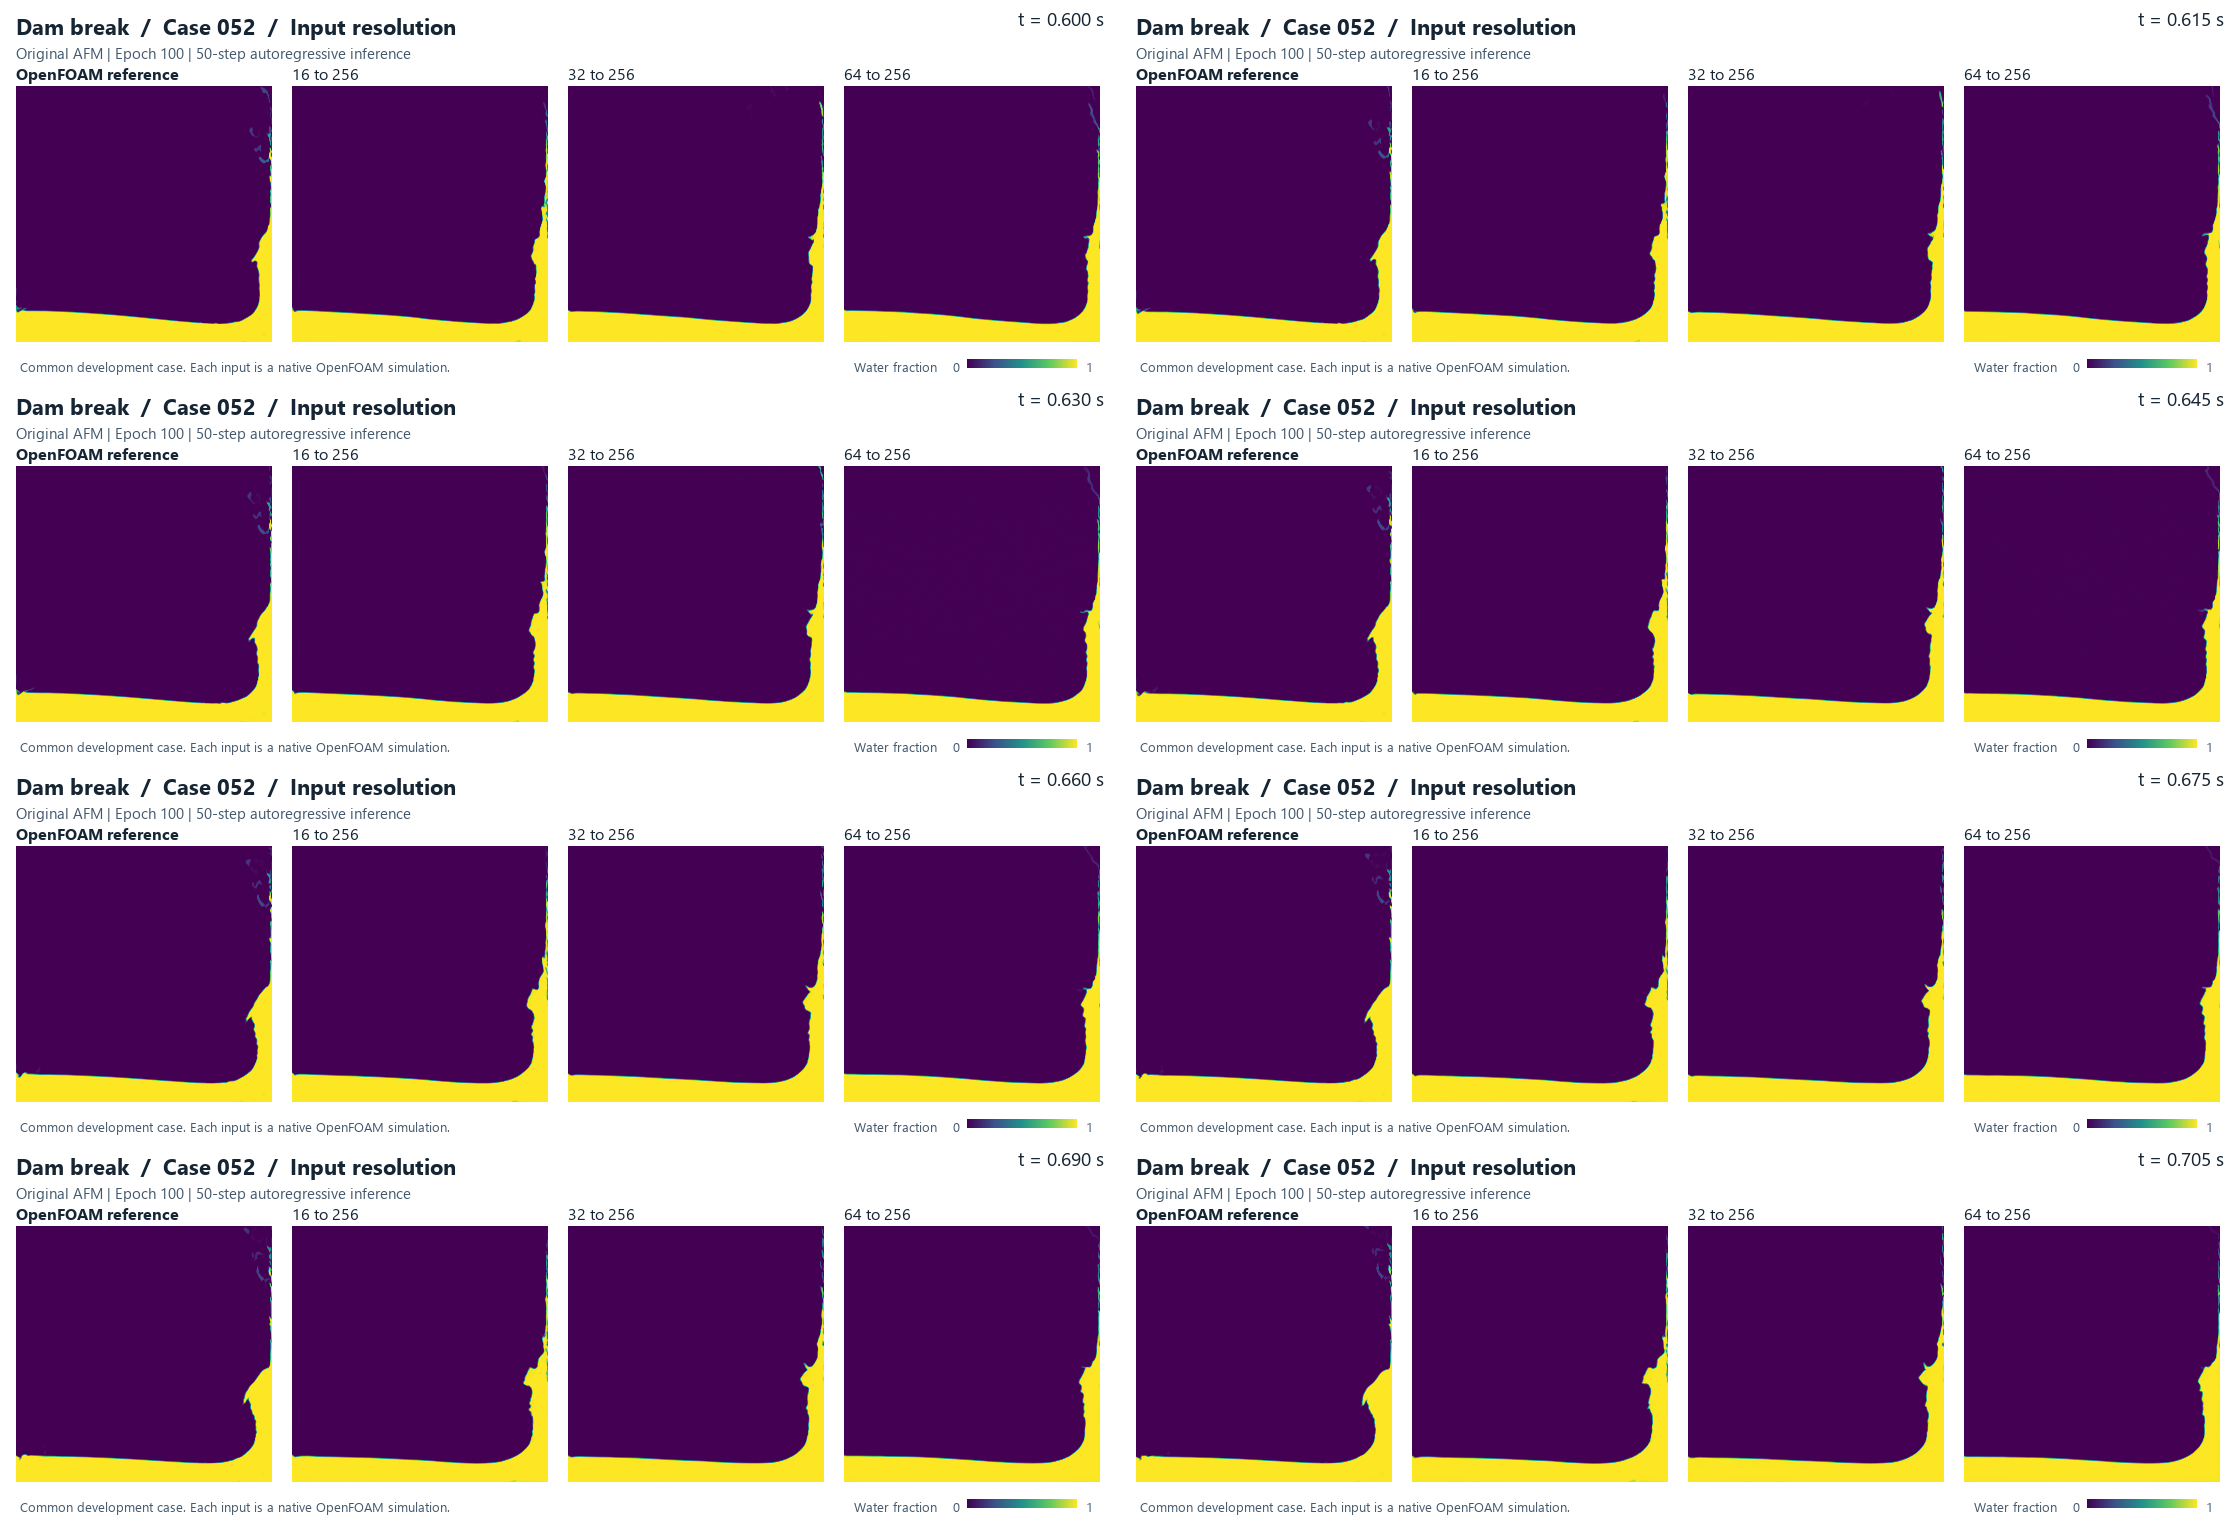 Dam break / Case 052 / Input resolution
t = 0.600 s
Original AFM | Epoch 100 | 50-step autoregressive inference
OpenFOAM reference
16 to 256
32 to 256
64 to 256
Common development case. Each input is a native OpenFOAM simulation.
Water fraction 0 1
Dam break / Case 052 / Input resolution
t = 0.615 s
Original AFM | Epoch 100 | 50-step autoregressive inference
OpenFOAM reference
16 to 256
32 to 256
64 to 256
Common development case. Each input is a native OpenFOAM simulation.
Water fraction 0 1
Dam break / Case 052 / Input resolution
t = 0.630 s
Original AFM | Epoch 100 | 50-step autoregressive inference
OpenFOAM reference
16 to 256
32 to 256
64 to 256
Common development case. Each input is a native OpenFOAM simulation.
Water fraction 0 1
Dam break / Case 052 / Input resolution
t = 0.645 s
Original AFM | Epoch 100 | 50-step autoregressive inference
OpenFOAM reference
16 to 256
32 to 256
64 to 256
Common development case. Each input is a native OpenFOAM simulation.
Water fraction 0 1
Dam break / Case 052 / Input resolution
t = 0.660 s
Original AFM | Epoch 100 | 50-step autoregressive inference
OpenFOAM reference
16 to 256
32 to 256
64 to 256
Common development case. Each input is a native OpenFOAM simulation.
Water fraction 0 1
Dam break / Case 052 / Input resolution
t = 0.675 s
Original AFM | Epoch 100 | 50-step autoregressive inference
OpenFOAM reference
16 to 256
32 to 256
64 to 256
Common development case. Each input is a native OpenFOAM simulation.
Water fraction 0 1
Dam break / Case 052 / Input resolution
t = 0.690 s
Original AFM | Epoch 100 | 50-step autoregressive inference
OpenFOAM reference
16 to 256
32 to 256
64 to 256
Common development case. Each input is a native OpenFOAM simulation.
Water fraction 0 1
Dam break / Case 052 / Input resolution
t = 0.705 s
Original AFM | Epoch 100 | 50-step autoregressive inference
OpenFOAM reference
16 to 256
32 to 256
64 to 256
Common development case. Each input is a native OpenFOAM simulation.
Water fraction 0 1